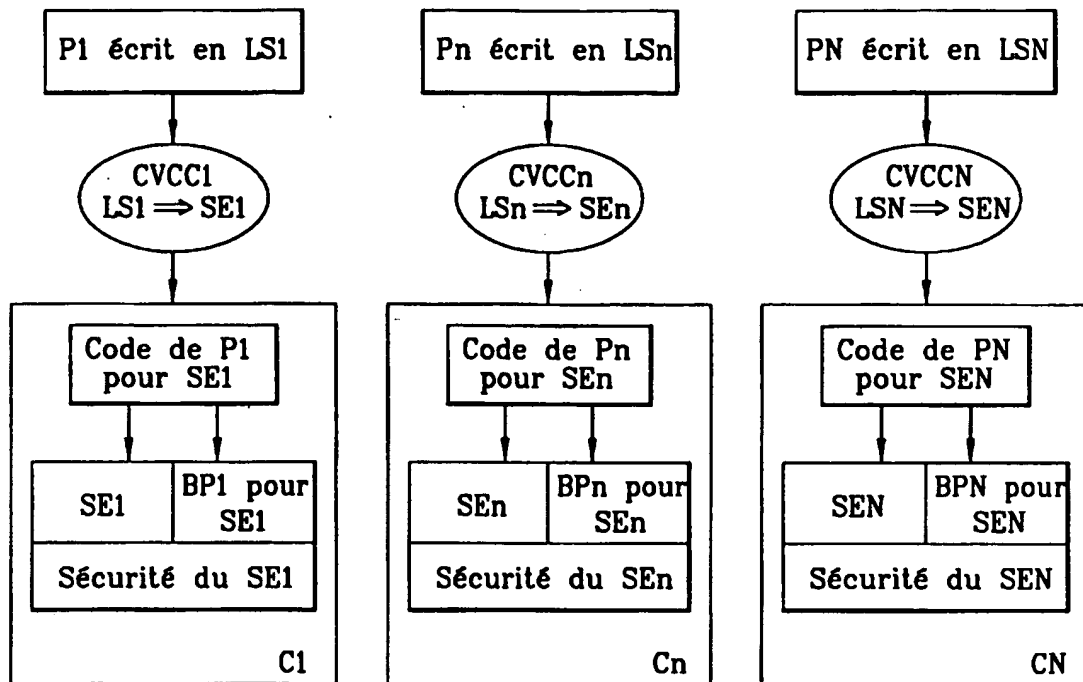 P1 écrit en LS1
CVCC1
LS1 ⟹ SE1
Code de P1
pour SE1
SE1
BP1 pour
SE1
Sécurité du SE1
C1
Pn écrit en LSn
CVCCn
LSn ⟹ SEn
Code de Pn
pour SEn
SEn
BPn pour
SEn
Sécurité du SEn
Cn
PN écrit en LSN
CVCCN
LSN ⟹ SEN
Code de PN
pour SEN
SEN
BPN pour
SEN
Sécurité du SEN
CN